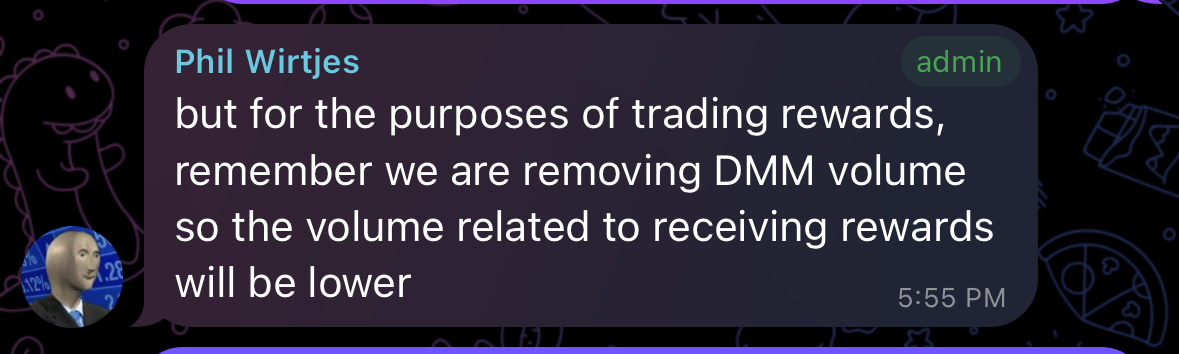 Phil Wirtjes
admin
but for the purposes of trading rewards,
remember we are removing DMM volume
so the volume related to receiving rewards
will be lower
5:55 PM